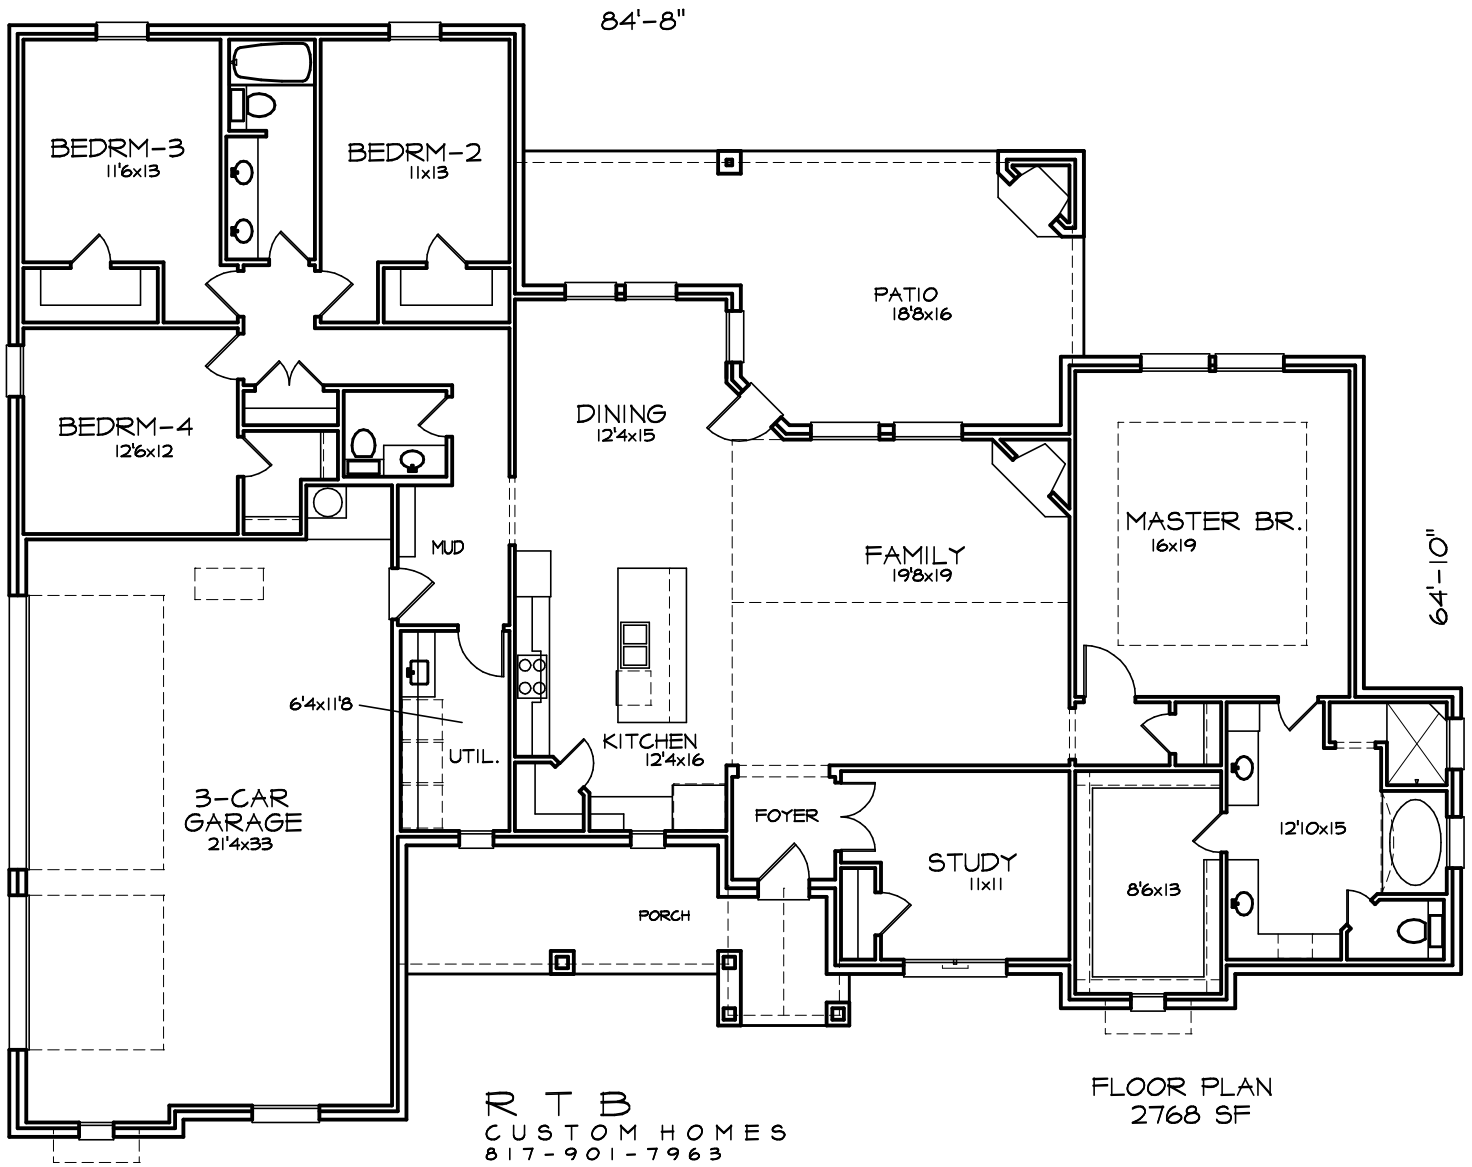 84'-8"
BEDRM-3
11'6x13
BEDRM-2
11x13
PATIO
18'8x16
BEDRM-4
12'6x12
DINING
12'4x15
MASTER BR.
16x19
MUD
FAMILY
19'8x19
64'-10"
6'4x11'8
UTIL.
KITCHEN
12'4x16
3-CAR
GARAGE
21'4x33
FOYER
12'10x15
STUDY
11x11
8'6x13
PORCH
FLOOR PLAN
2768 SF
RTB
CUSTOM HOMES
817-901-7963